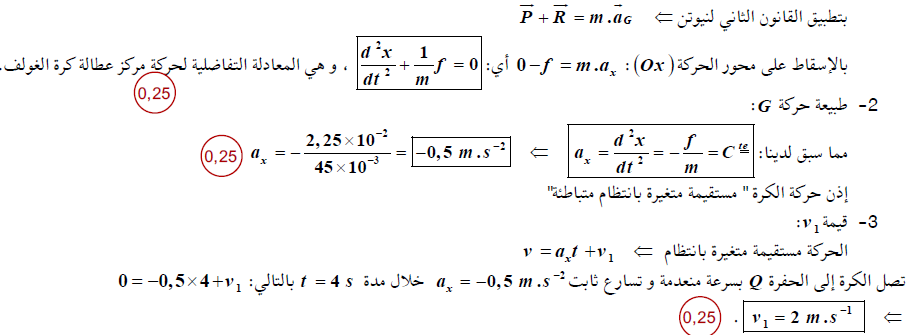 بتطبيق القانون الثاني لنيوتن ⇐ P⃗ + R⃗ = m.a⃗G
بالإسقاط على محور الحركة (Ox) : 0 − f = m.ax أي: d²x/dt² + (1/m)f = 0 ، و هي المعادلة التفاضلية لحركة مركز عطالة كرة الغولف.
0,25
2- طبيعة حركة G:
مما سبق لدينا: ax = d²x/dt² = −f/m = Cte ⇐ ax = −2,25×10⁻²/45×10⁻³ = −0,5 m.s⁻² 0,25
إذن حركة الكرة " مستقيمة متغيرة بانتظام متباطئة"
3- قيمة v1:
الحركة مستقيمة متغيرة بانتظام ⇐ v = axt + v1
تصل الكرة إلى الحفرة Q بسرعة منعدمة و تسارع ثابت ax = −0,5 m.s⁻² خلال مدة t = 4 s بالتالي: 0 = −0,5×4 + v1
⇐ v1 = 2 m.s⁻¹ . 0,25